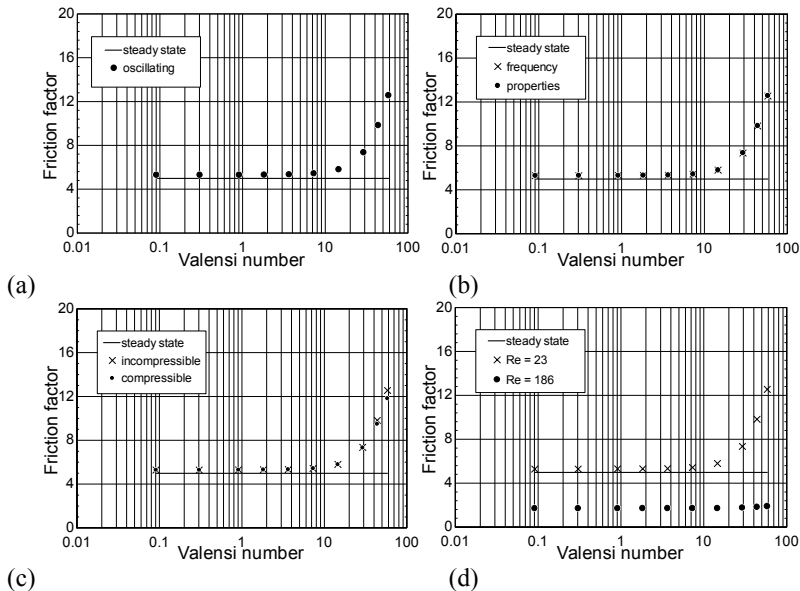 20
16
12
8
4
0
Friction factor
steady state
oscillating
0.01
0.1
1
10
100
Valensi number
(a)
20
16
12
8
4
0
Friction factor
steady state
frequency
properties
0.01
0.1
1
10
100
Valensi number
(b)
20
16
12
8
4
0
Friction factor
steady state
incompressible
compressible
0.01
0.1
1
10
100
Valensi number
(c)
20
16
12
8
4
0
Friction factor
steady state
Re = 23
Re = 186
0.01
0.1
1
10
100
Valensi number
(d)